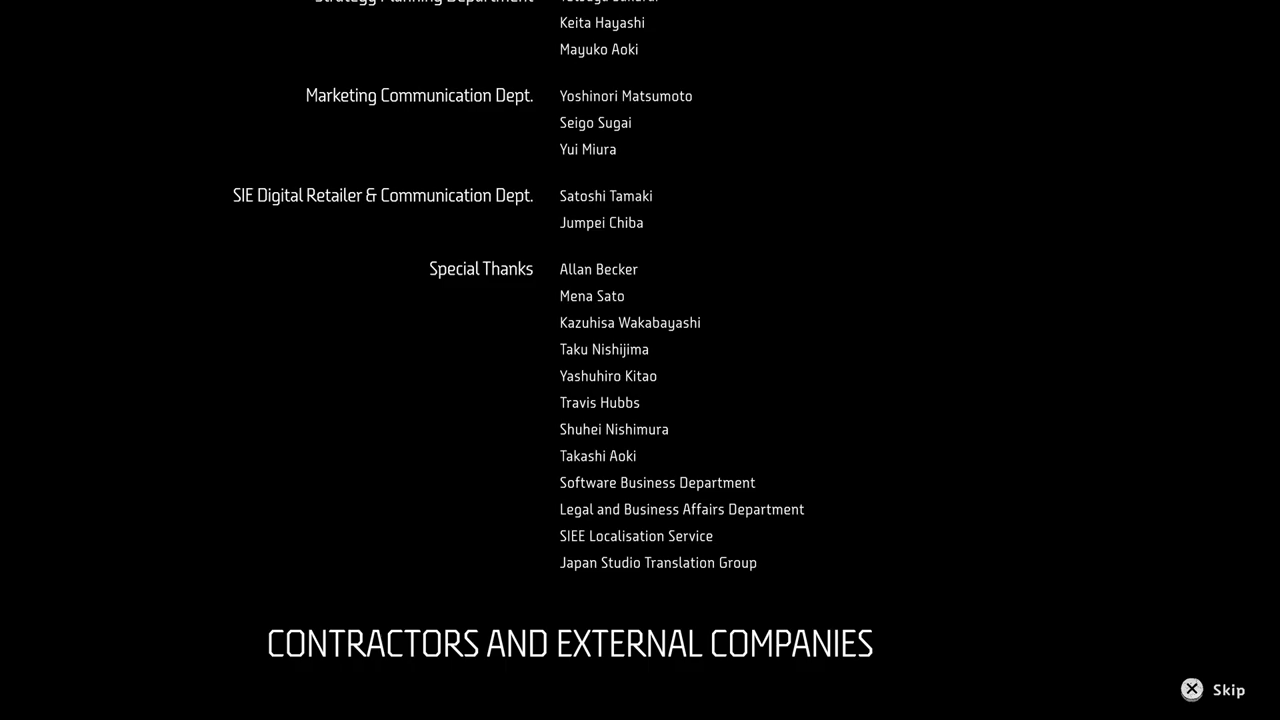 Strategy Planning Department
Keita Hayashi
Mayuko Aoki
Marketing Communication Dept. Yoshinori Matsumoto
Seigo Sugai
Yui Miura
SIE Digital Retailer & Communication Dept. Satoshi Tamaki
Jumpei Chiba
Special Thanks Allan Becker
Mena Sato
Kazuhisa Wakabayashi
Taku Nishijima
Yashuhiro Kitao
Travis Hubbs
Shuhei Nishimura
Takashi Aoki
Software Business Department
Legal and Business Affairs Department
SIEE Localisation Service
Japan Studio Translation Group
CONTRACTORS AND EXTERNAL COMPANIES
Skip